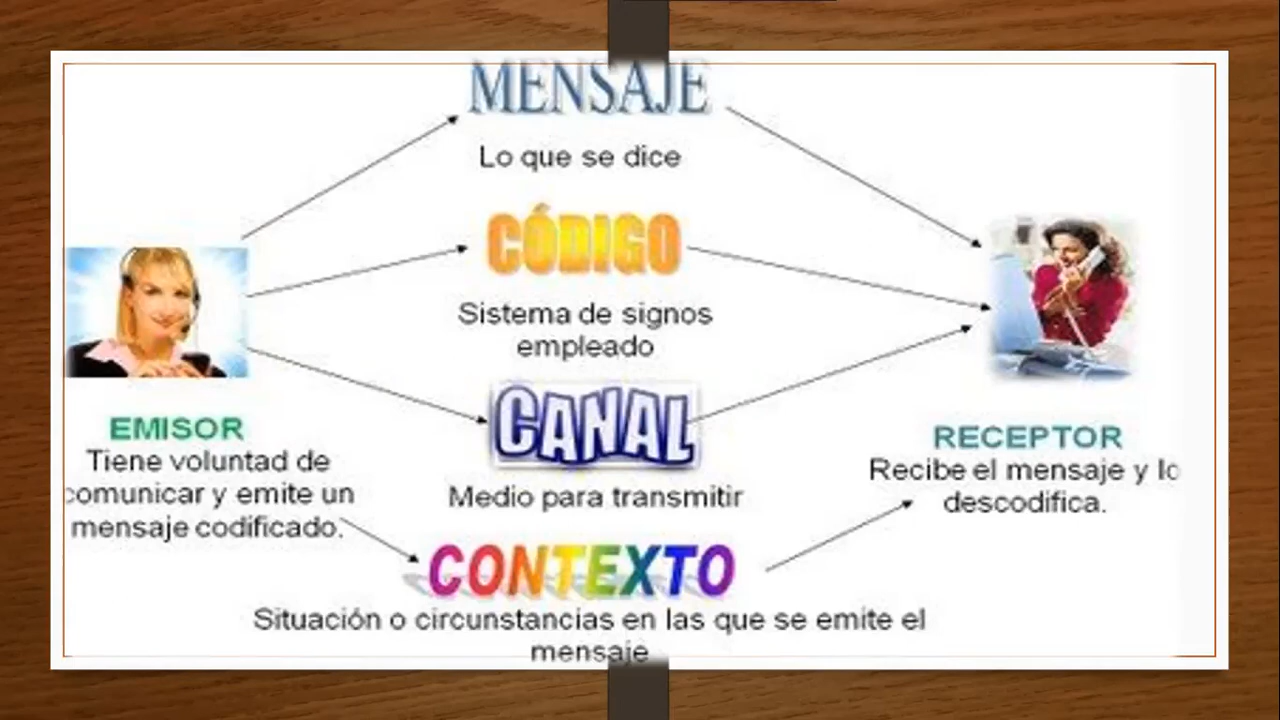 MENSAJE
Lo que se dice
CÓDIGO
Sistema de signos
empleado
CANAL
Medio para transmitir
EMISOR
Tiene voluntad de
comunicar y emite un
mensaje codificado.
RECEPTOR
Recibe el mensaje y lo
descodifica.
CONTEXTO
Situación o circunstancias en las que se emite el
mensaje